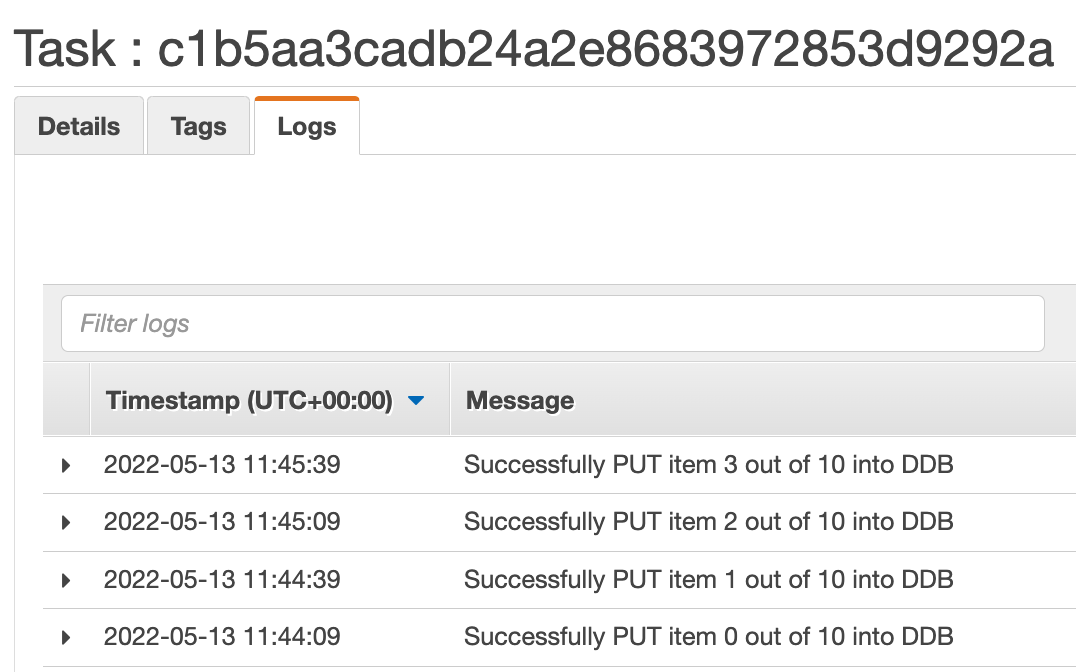 Task : c1b5aa3cadb24a2e8683972853d9292a
Details Tags Logs
Filter logs
Timestamp (UTC+00:00) Message
2022-05-13 11:45:39 Successfully PUT item 3 out of 10 into DDB
2022-05-13 11:45:09 Successfully PUT item 2 out of 10 into DDB
2022-05-13 11:44:39 Successfully PUT item 1 out of 10 into DDB
2022-05-13 11:44:09 Successfully PUT item 0 out of 10 into DDB